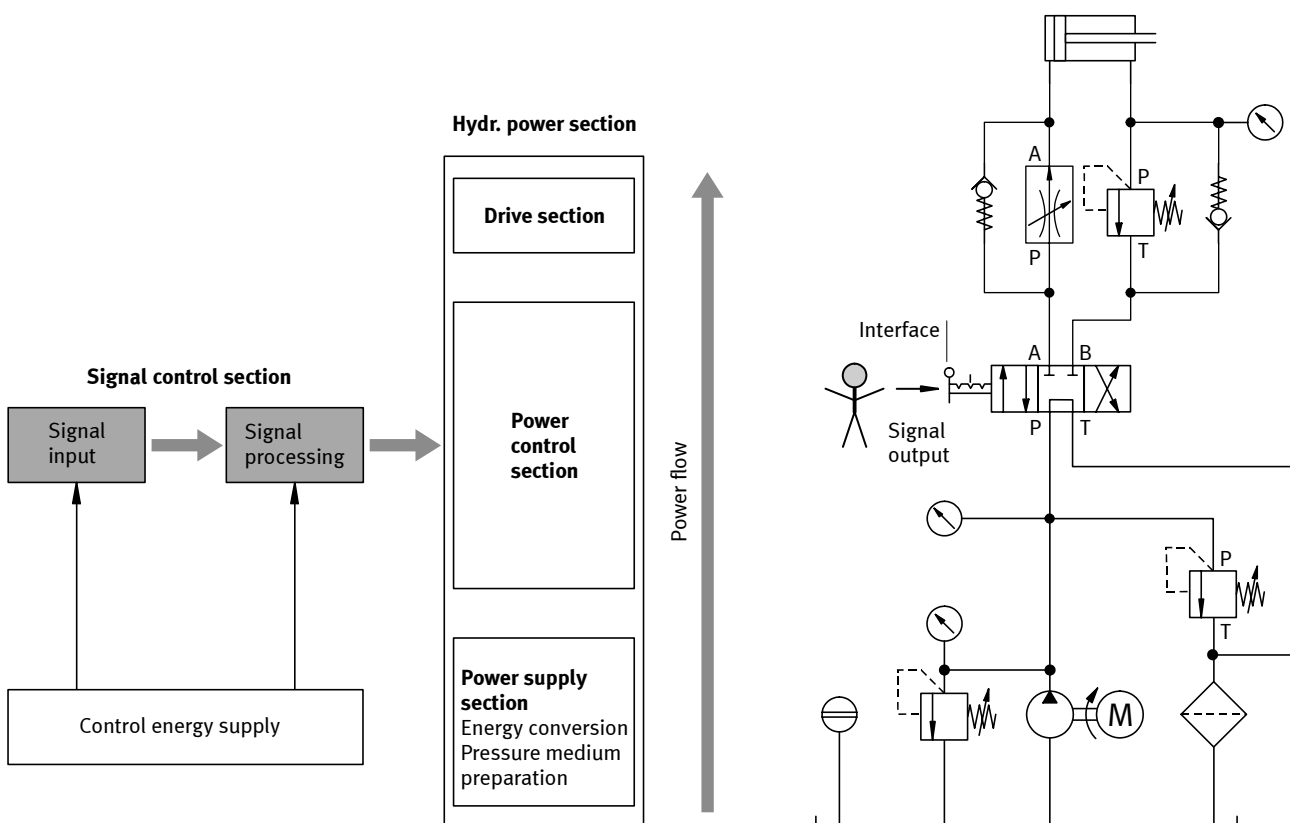 Hydr. power section
Drive section
Power
control
section
Power supply
section
Energy conversion
Pressure medium
preparation
Signal control section
Signal
input
Signal
processing
Control energy supply
Power flow
A
P
P
T
Interface
A
B
P
T
Signal
output
P
T
M